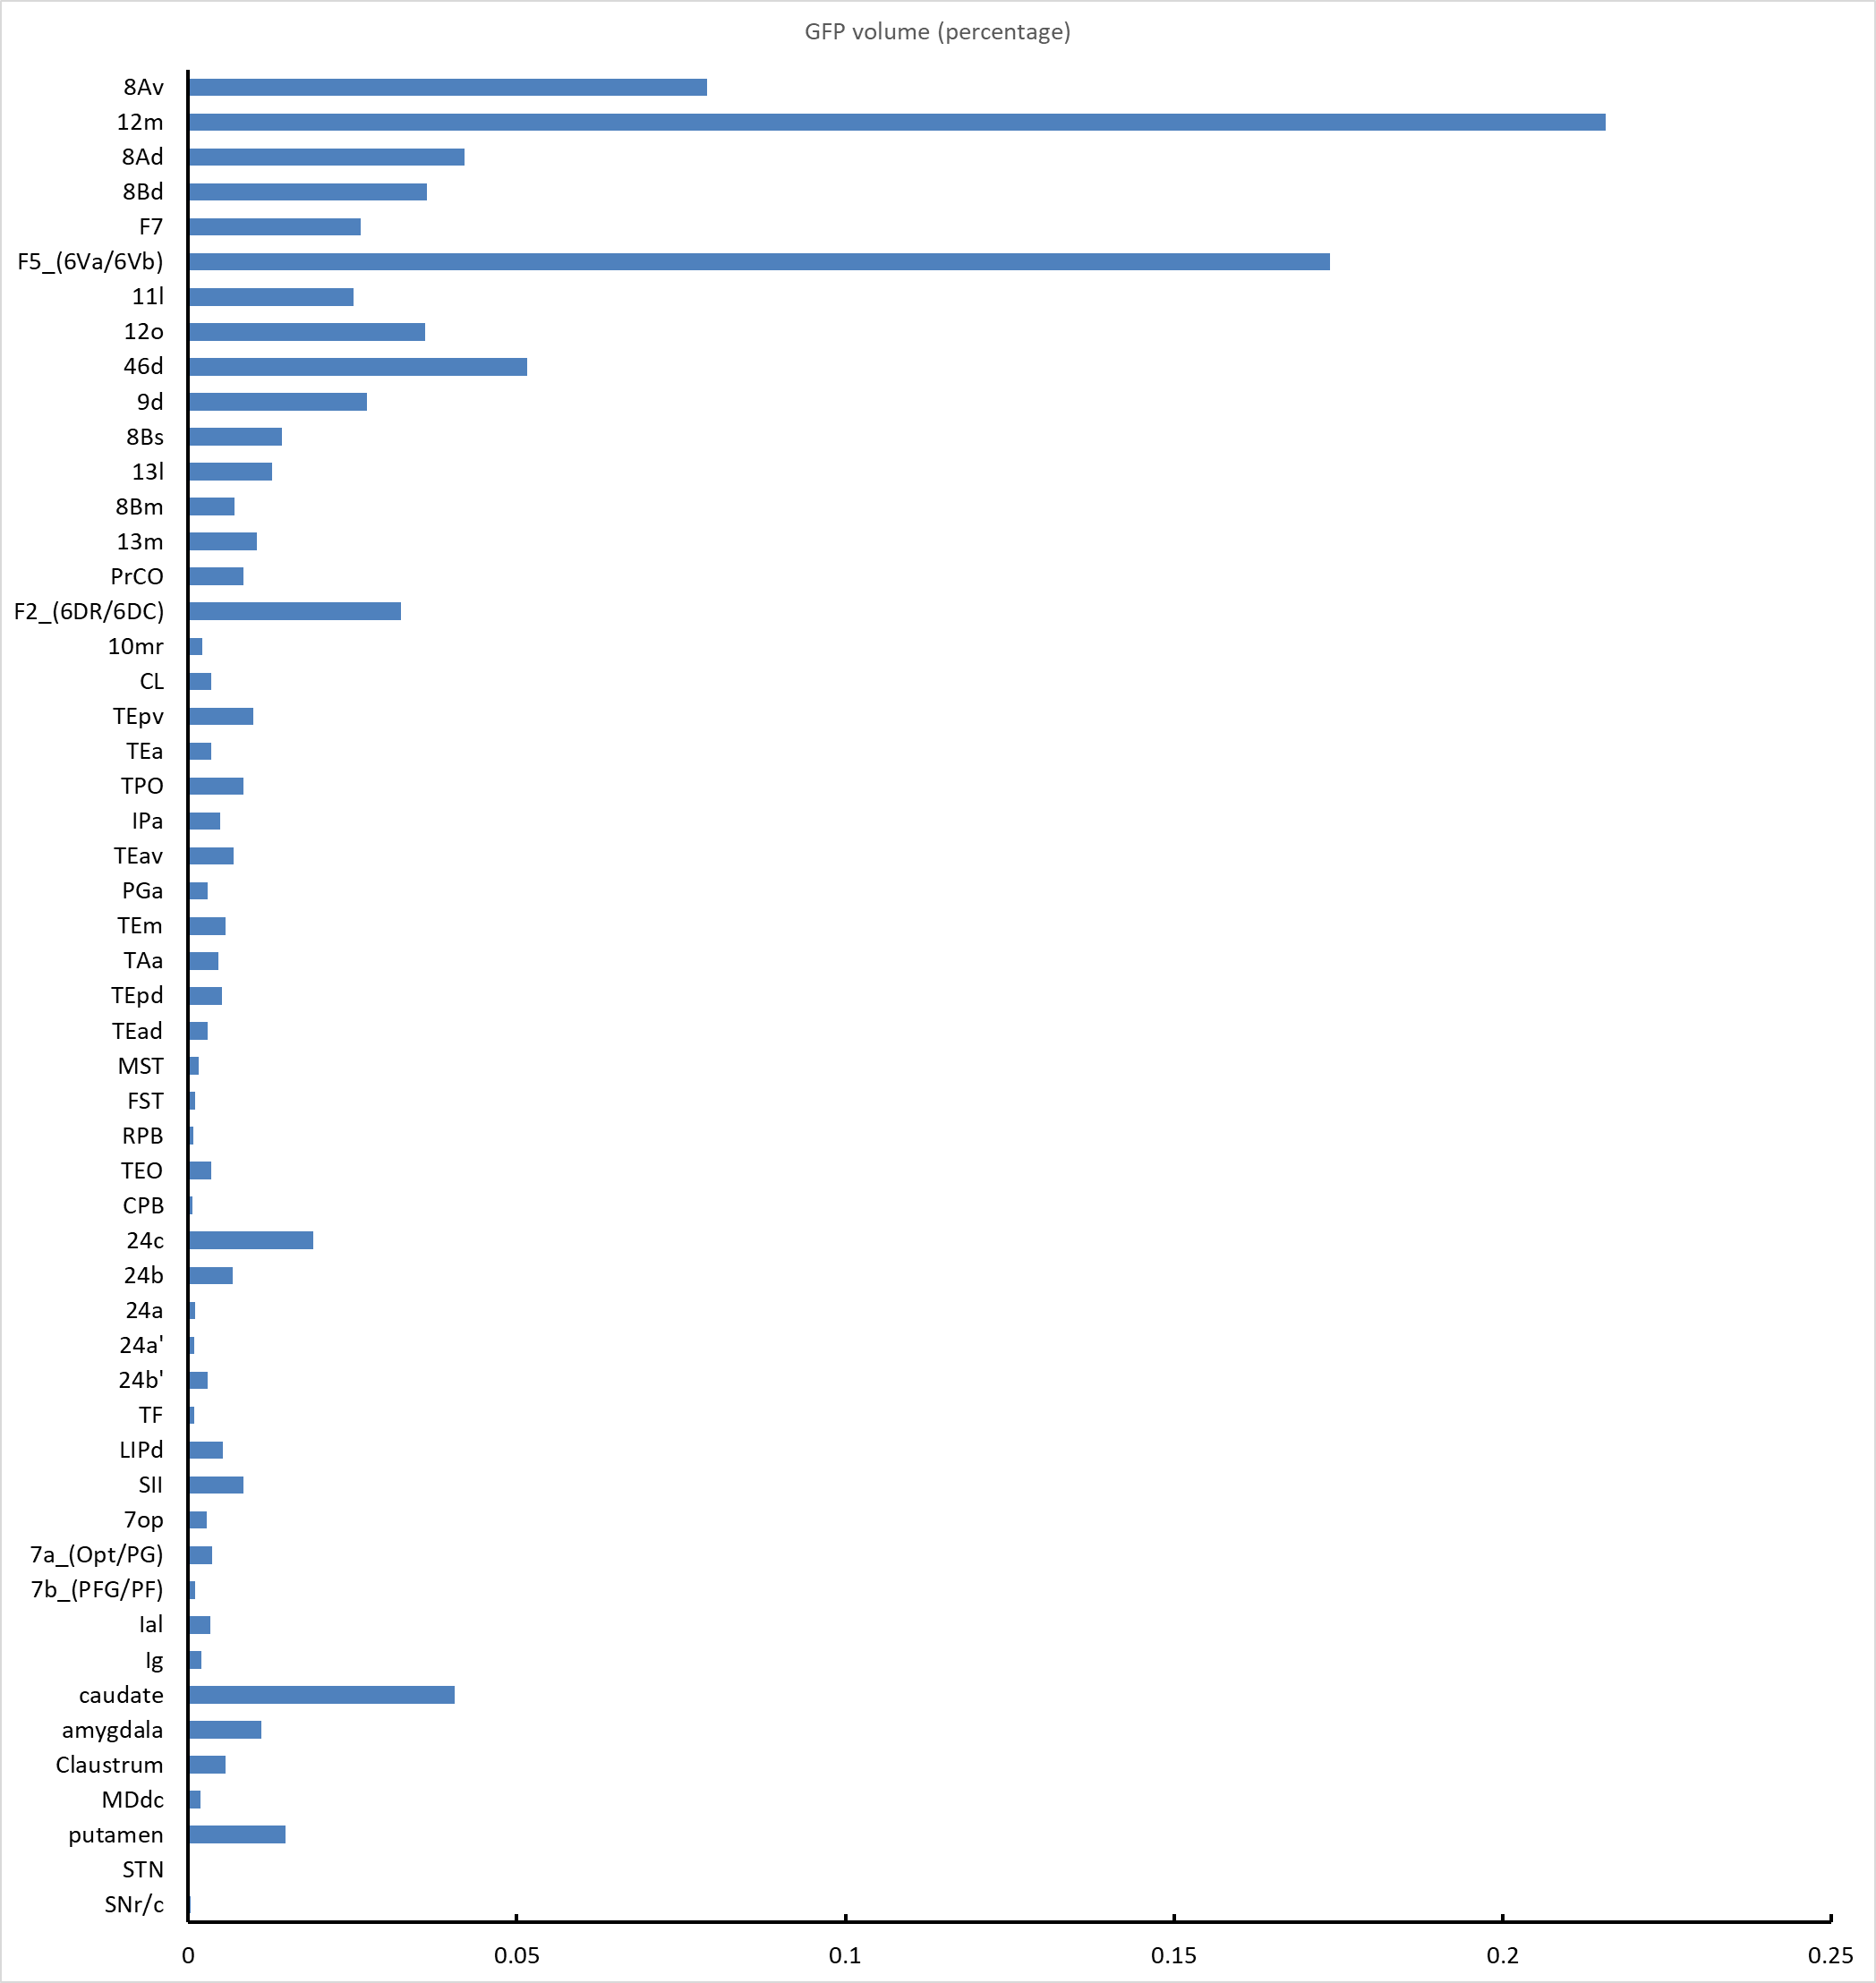 GFP volume (percentage)
8Av
12m
8Ad
8Bd
F7
F5_(6Va/6Vb)
11l
12o
46d
9d
8Bs
13l
8Bm
13m
PrCO
F2_(6DR/6DC)
10mr
CL
TEpv
TEa
TPO
IPa
TEav
PGa
TEm
TAa
TEpd
TEad
MST
FST
RPB
TEO
CPB
24c
24b
24a
24a'
24b'
TF
LIPd
SII
7op
7a_(Opt/PG)
7b_(PFG/PF)
Ial
Ig
caudate
amygdala
Claustrum
MDdc
putamen
STN
SNr/c
0 0.05 0.1 0.15 0.2 0.25